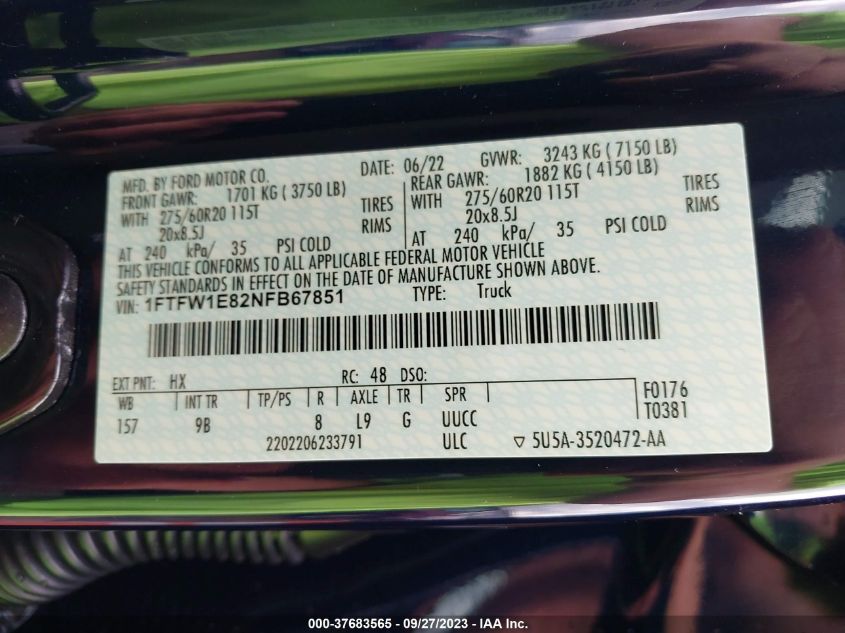 MFD. BY FORD MOTOR CO. DATE: 06/22 GVWR: 3243 KG ( 7150 LB)
FRONT GAWR: 1701 KG ( 3750 LB) REAR GAWR: 1882 KG ( 4150 LB)
WITH 275/60R20 115T TIRES WITH 275/60R20 115T TIRES
20x8.5J RIMS 20x8.5J RIMS
AT 240 kPa/ 35 PSI COLD AT 240 kPa/ 35 PSI COLD
THIS VEHICLE CONFORMS TO ALL APPLICABLE FEDERAL MOTOR VEHICLE
SAFETY STANDARDS IN EFFECT ON THE DATE OF MANUFACTURE SHOWN ABOVE.
VIN: 1FTFW1E82NFB67851 TYPE: Truck
EXT PNT: HX RC: 48 DSO:
WB INT TR TP/PS R AXLE TR SPR F0176
157 9B 8 L9 G UUCC T0381
2202206233791 ULC ▽ 5U5A-3520472-AA
000-37683565 - 09/27/2023 - © IAA, Inc.